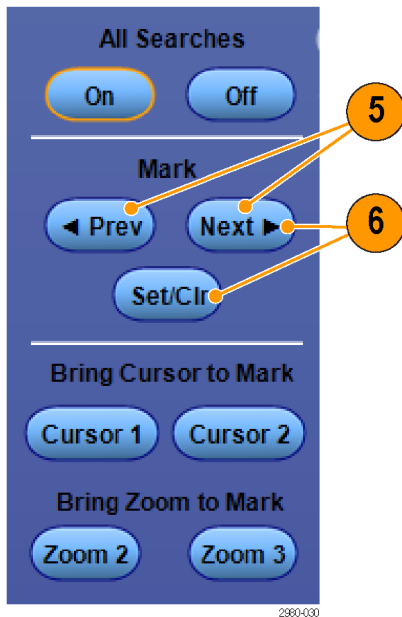 All Searches
On Off
5
Mark
◄ Prev Next ►
6
Set/Clr
Bring Cursor to Mark
Cursor 1 Cursor 2
Bring Zoom to Mark
Zoom 2 Zoom 3
2980-030